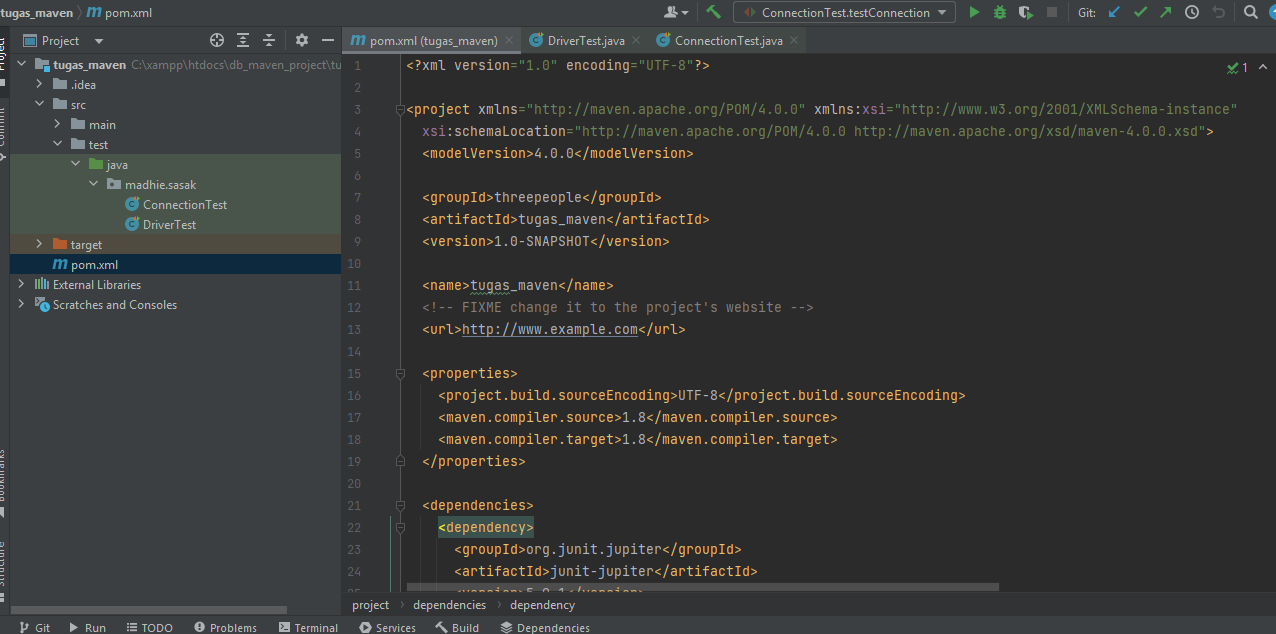 tugas_maven
pom.xml
ConnectionTest.testConnection
Git:
Project
pom.xml (tugas_maven)
DriverTest.java
ConnectionTest.java
Project
Commit
Bookmarks
Structure
tugas_maven C:\xampp\htdocs\db_maven_project\tu
.idea
src
main
test
java
madhie.sasak
ConnectionTest
DriverTest
target
pom.xml
External Libraries
Scratches and Consoles
1
1 <?xml version="1.0" encoding="UTF-8"?>
2
3 <project xmlns="http://maven.apache.org/POM/4.0.0" xmlns:xsi="http://www.w3.org/2001/XMLSchema-instance"
4 xsi:schemaLocation="http://maven.apache.org/POM/4.0.0 http://maven.apache.org/xsd/maven-4.0.0.xsd">
5 <modelVersion>4.0.0</modelVersion>
6
7 <groupId>threepeople</groupId>
8 <artifactId>tugas_maven</artifactId>
9 <version>1.0-SNAPSHOT</version>
10
11 <name>tugas_maven</name>
12 <!-- FIXME change it to the project's website -->
13 <url>http://www.example.com</url>
14
15 <properties>
16 <project.build.sourceEncoding>UTF-8</project.build.sourceEncoding>
17 <maven.compiler.source>1.8</maven.compiler.source>
18 <maven.compiler.target>1.8</maven.compiler.target>
19 </properties>
20
21 <dependencies>
22 <dependency>
23 <groupId>org.junit.jupiter</groupId>
24 <artifactId>junit-jupiter</artifactId>
project
dependencies
dependency
Git
Run
TODO
Problems
Terminal
Services
Build
Dependencies